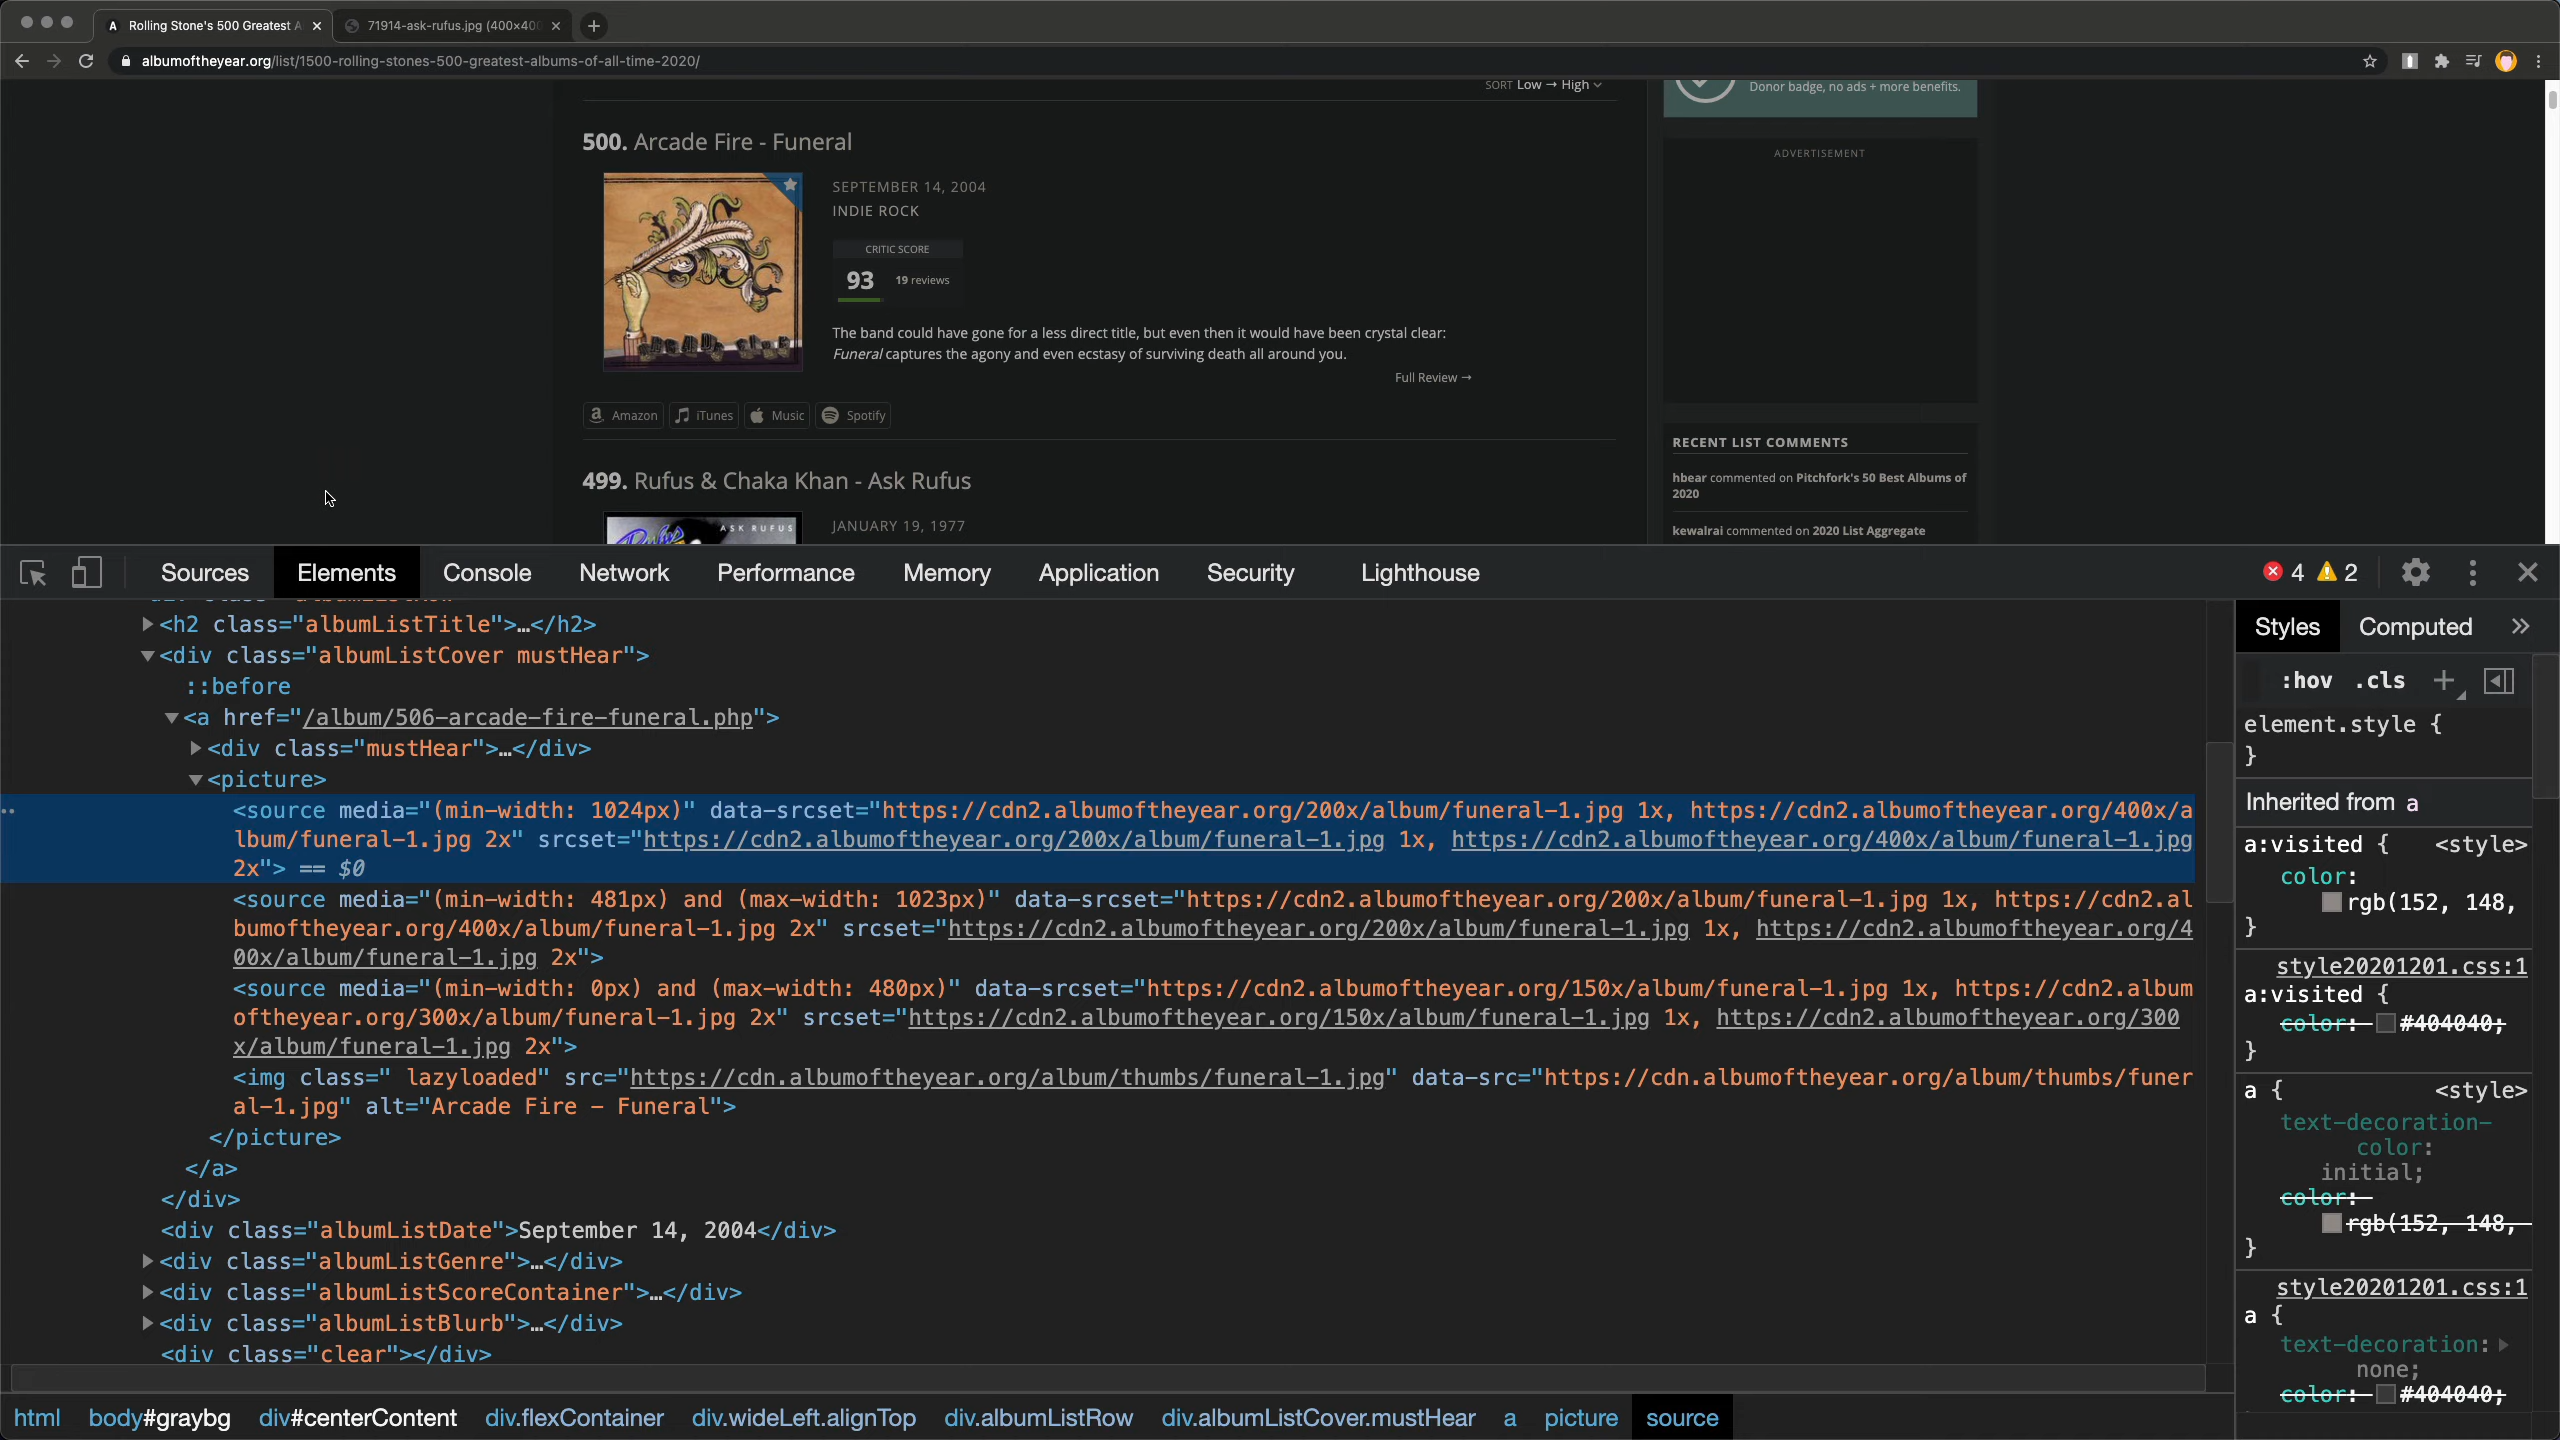 Rolling Stone's 500 Greatest A
71914-ask-rufus.jpg (400×400
albumoftheyear.org/list/1500-rolling-stones-500-greatest-albums-of-all-time-2020/
SORT Low → High
Donor badge, no ads + more benefits.
500. Arcade Fire - Funeral
SEPTEMBER 14, 2004
INDIE ROCK
CRITIC SCORE
93 19 reviews
The band could have gone for a less direct title, but even then it would have been crystal clear:
Funeral captures the agony and even ecstasy of surviving death all around you.
Full Review →
Amazon iTunes Music Spotify
499. Rufus & Chaka Khan - Ask Rufus
ASK RUFUS
JANUARY 19, 1977
ADVERTISEMENT
RECENT LIST COMMENTS
hbear commented on Pitchfork's 50 Best Albums of
2020
kewalrai commented on 2020 List Aggregate
Sources Elements Console Network Performance Memory Application Security Lighthouse 4 2
<h2 class="albumListTitle">…</h2>
<div class="albumListCover mustHear">
::before
<a href="/album/506-arcade-fire-funeral.php">
<div class="mustHear">…</div>
<picture>
<source media="(min-width: 1024px)" data-srcset="https://cdn2.albumoftheyear.org/200x/album/funeral-1.jpg 1x, https://cdn2.albumoftheyear.org/400x/a
lbum/funeral-1.jpg 2x" srcset="https://cdn2.albumoftheyear.org/200x/album/funeral-1.jpg 1x, https://cdn2.albumoftheyear.org/400x/album/funeral-1.jpg
2x"> == $0
<source media="(min-width: 481px) and (max-width: 1023px)" data-srcset="https://cdn2.albumoftheyear.org/200x/album/funeral-1.jpg 1x, https://cdn2.al
bumoftheyear.org/400x/album/funeral-1.jpg 2x" srcset="https://cdn2.albumoftheyear.org/200x/album/funeral-1.jpg 1x, https://cdn2.albumoftheyear.org/4
00x/album/funeral-1.jpg 2x">
<source media="(min-width: 0px) and (max-width: 480px)" data-srcset="https://cdn2.albumoftheyear.org/150x/album/funeral-1.jpg 1x, https://cdn2.album
oftheyear.org/300x/album/funeral-1.jpg 2x" srcset="https://cdn2.albumoftheyear.org/150x/album/funeral-1.jpg 1x, https://cdn2.albumoftheyear.org/300
x/album/funeral-1.jpg 2x">
<img class=" lazyloaded" src="https://cdn.albumoftheyear.org/album/thumbs/funeral-1.jpg" data-src="https://cdn.albumoftheyear.org/album/thumbs/funer
al-1.jpg" alt="Arcade Fire - Funeral">
</picture>
</a>
</div>
<div class="albumListDate">September 14, 2004</div>
<div class="albumListGenre">…</div>
<div class="albumListScoreContainer">…</div>
<div class="albumListBlurb">…</div>
<div class="clear"></div>
html body#graybg div#centerContent div.flexContainer div.wideLeft.alignTop div.albumListRow div.albumListCover.mustHear a picture source
Styles Computed
:hov .cls
element.style {
}
Inherited from a
a:visited { <style>
color:
rgb(152, 148,
}
style20201201.css:1
a:visited {
color: #404040;
}
a { <style>
text-decoration-
color:
initial;
color:
rgb(152, 148,
}
style20201201.css:1
a {
text-decoration:
none;
color: #404040;